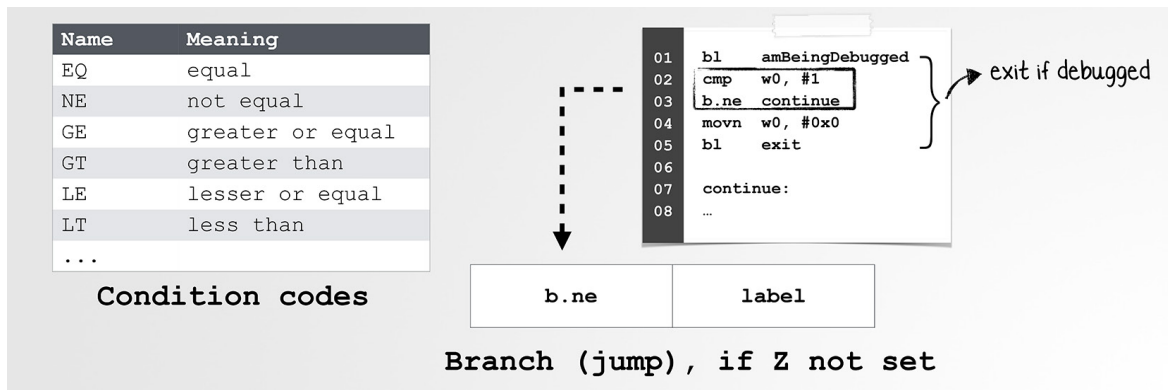 Name Meaning
EQ equal
NE not equal
GE greater or equal
GT greater than
LE lesser or equal
LT less than
...
Condition codes
01 bl amBeingDebugged
02 cmp w0, #1
03 b.ne continue
04 movn w0, #0x0
05 bl exit
06
07 continue:
08 …
exit if debugged
b.ne label
Branch (jump), if Z not set